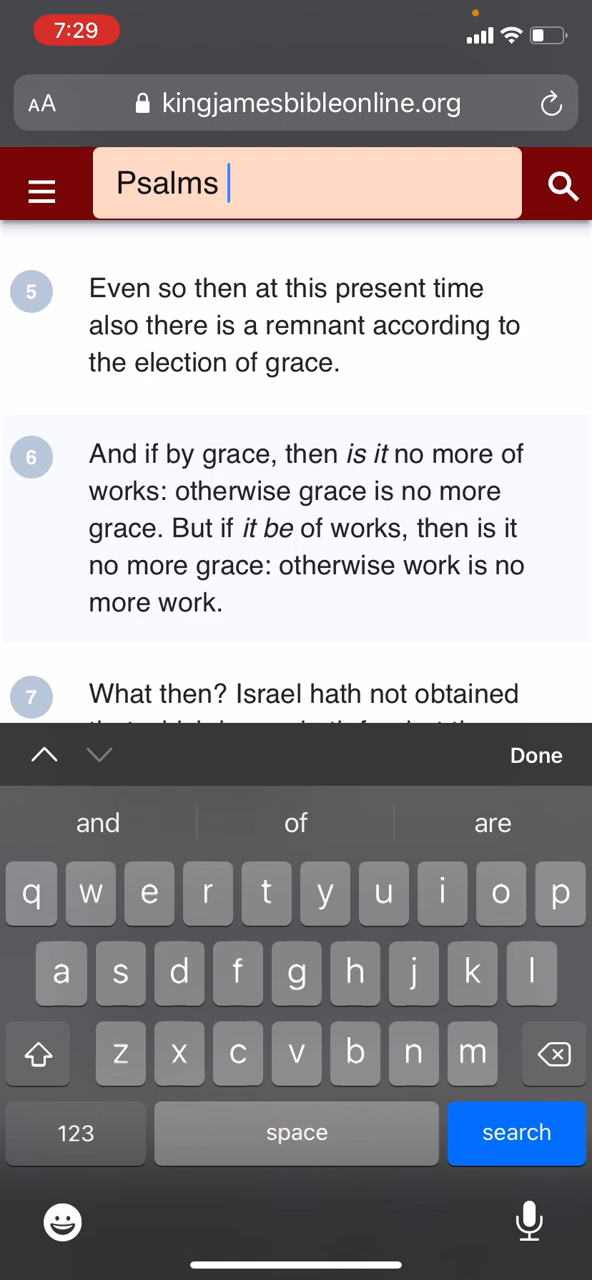 7:29
AA kingjamesbibleonline.org
Psalms
5 Even so then at this present time
also there is a remnant according to
the election of grace.
6 And if by grace, then is it no more of
works: otherwise grace is no more
grace. But if it be of works, then is it
no more grace: otherwise work is no
more work.
7 What then? Israel hath not obtained
Done
and of are
q w e r t y u i o p
a s d f g h j k l
z x c v b n m
123 space search